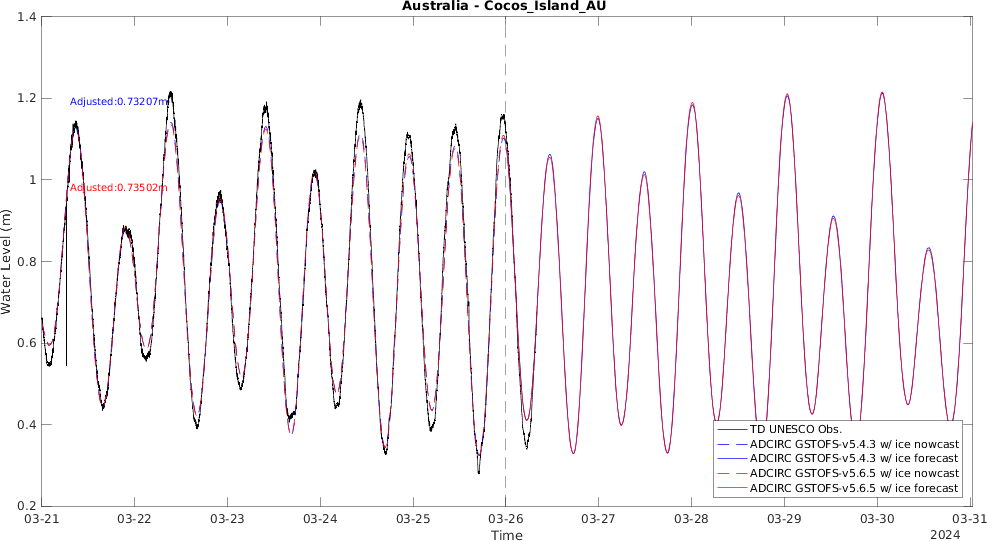 Australia - Cocos_Island_AU
1.4
1.2
1
0.8
0.6
0.4
0.2
Water Level (m)
Adjusted:0.73207m
Adjusted:0.73502m
TD UNESCO Obs.
ADCIRC GSTOFS-v5.4.3 w/ ice nowcast
ADCIRC GSTOFS-v5.4.3 w/ ice forecast
ADCIRC GSTOFS-v5.6.5 w/ ice nowcast
ADCIRC GSTOFS-v5.6.5 w/ ice forecast
03-21 03-22 03-23 03-24 03-25 03-26 03-27 03-28 03-29 03-30 03-31
Time
2024